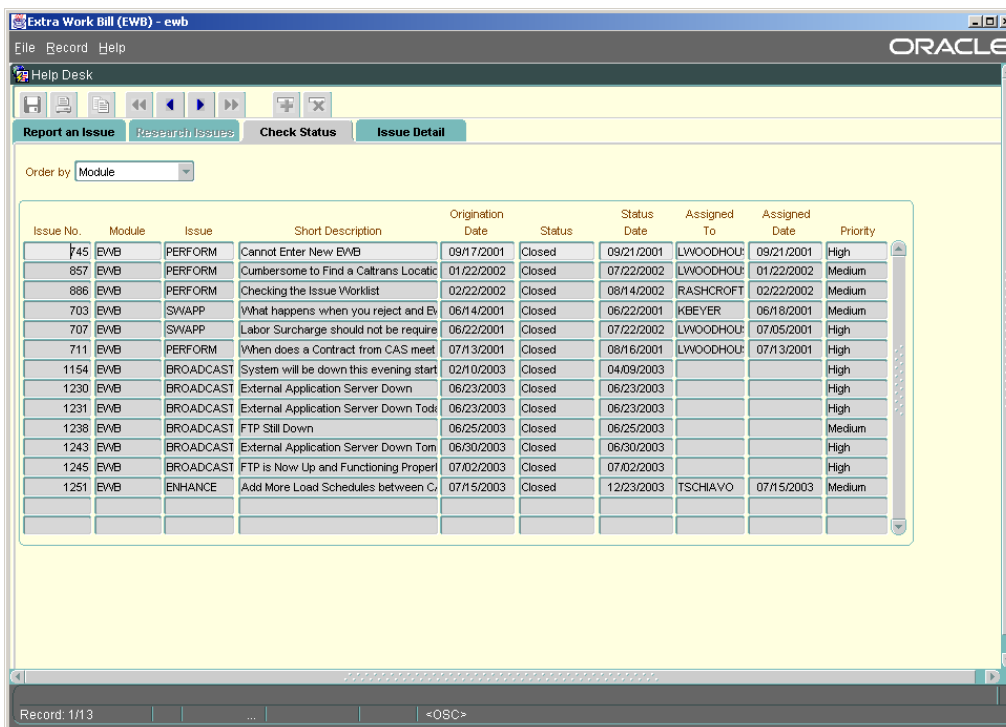 Extra Work Bill (EWB) - ewb
File Record Help
ORACLE
Help Desk
Report an Issue Research Issues Check Status Issue Detail
Order by Module
Origination Status Assigned Assigned
Issue No. Module Issue Short Description Date Status Date To Date Priority
745 EWB PERFORM Cannot Enter New EWB 09/17/2001 Closed 09/21/2001 LWOODHOUS 09/21/2001 High
857 EWB PERFORM Cumbersome to Find a Caltrans Locatic 01/22/2002 Closed 07/22/2002 LWOODHOUS 01/22/2002 Medium
886 EWB PERFORM Checking the Issue Worklist 02/22/2002 Closed 08/14/2002 RASHCROFT 02/22/2002 Medium
703 EWB SWAPP What happens when you reject and EV 06/14/2001 Closed 06/22/2001 KBEYER 06/18/2001 Medium
707 EWB SWAPP Labor Surcharge should not be require 06/22/2001 Closed 07/22/2002 LWOODHOUS 07/05/2001 High
711 EWB PERFORM When does a Contract from CAS meet 07/13/2001 Closed 08/16/2001 LWOODHOUS 07/13/2001 High
1154 EWB BROADCAST System will be down this evening start 02/10/2003 Closed 04/09/2003 High
1230 EWB BROADCAST External Application Server Down 06/23/2003 Closed 06/23/2003 High
1231 EWB BROADCAST External Application Server Down Toda 06/23/2003 Closed 06/23/2003 High
1238 EWB BROADCAST FTP Still Down 06/25/2003 Closed 06/25/2003 Medium
1243 EWB BROADCAST External Application Server Down Tom 06/30/2003 Closed 06/30/2003 High
1245 EWB BROADCAST FTP is Now Up and Functioning Properl 07/02/2003 Closed 07/02/2003 High
1251 EWB ENHANCE Add More Load Schedules between CA 07/15/2003 Closed 12/23/2003 TSCHIAVO 07/15/2003 Medium
Record: 1/13 ... <OSC>